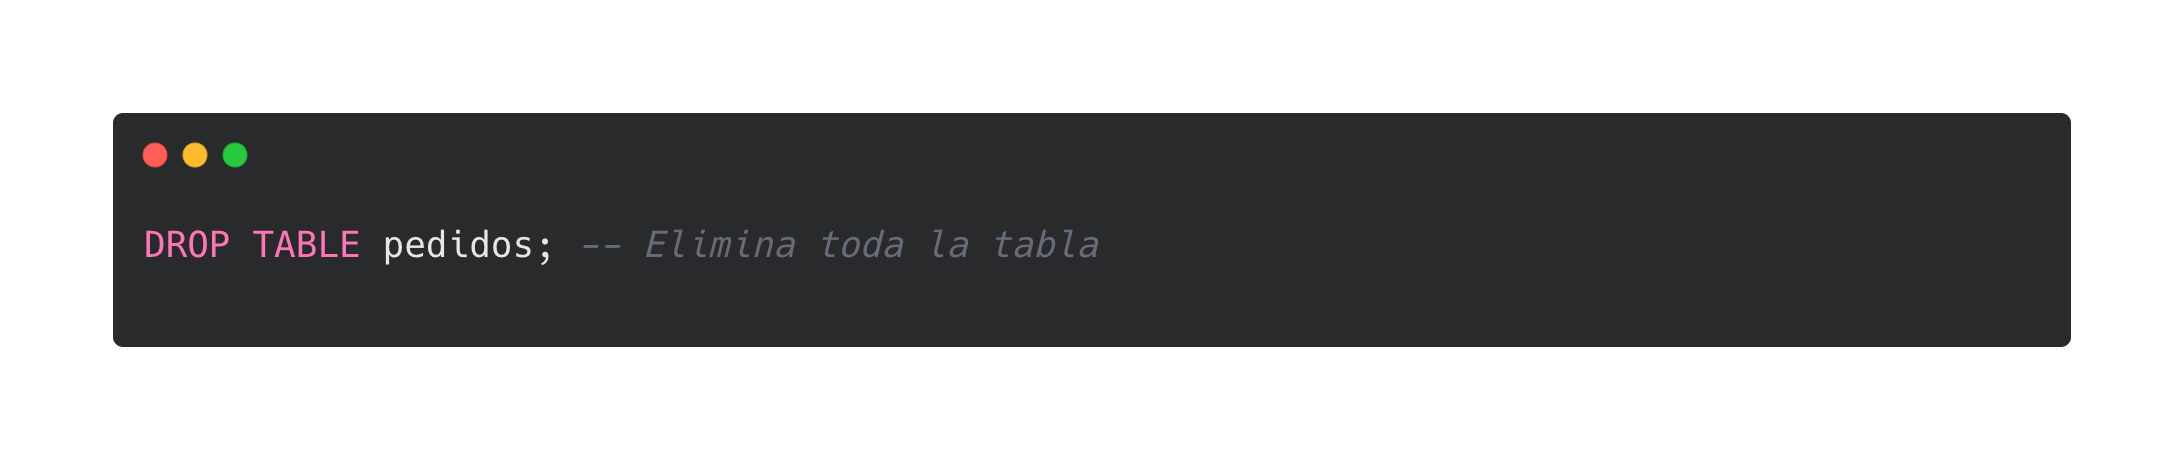 DROP TABLE pedidos; -- Elimina toda la tabla